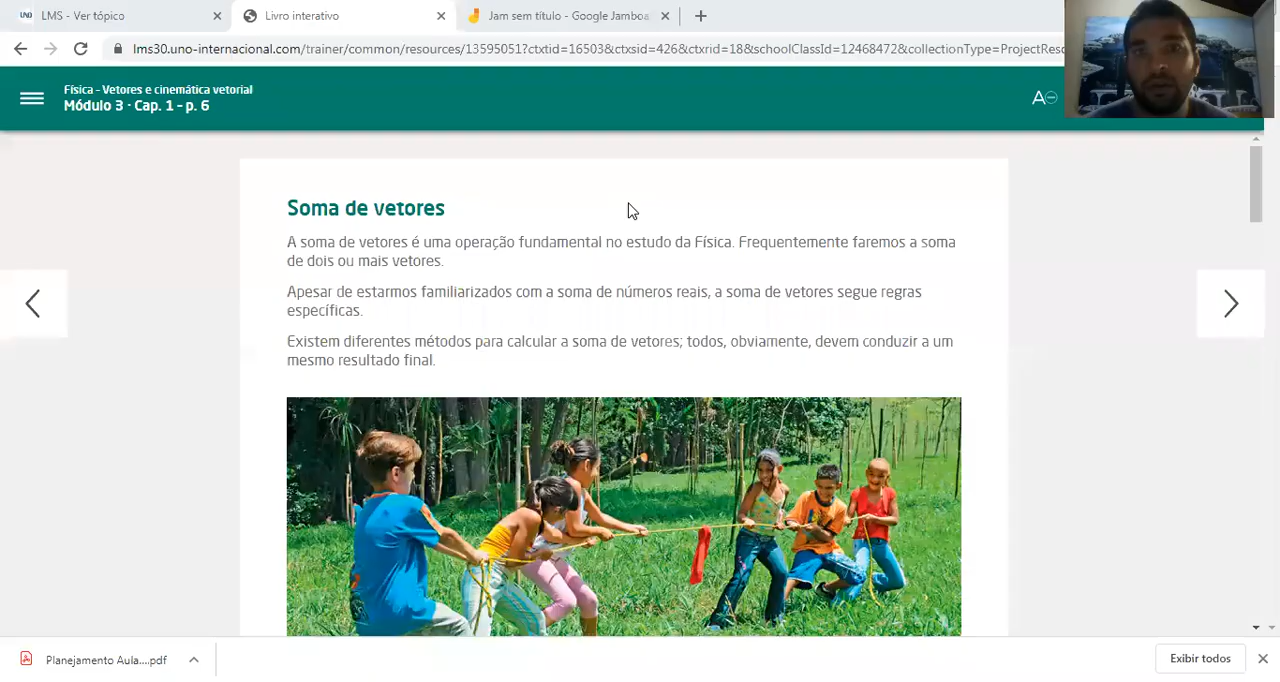 LMS - Ver tópico
Livro interativo
Jam sem título - Google Jamboa
lms30.uno-internacional.com/trainer/common/resources/13595051?ctxtid=16503&ctxsid=426&ctxrid=18&schoolClassId=12468472&collectionType=ProjectReso
Física – Vetores e cinemática vetorial
Módulo 3 · Cap. 1 – p. 6
A
Soma de vetores
A soma de vetores é uma operação fundamental no estudo da Física. Frequentemente faremos a soma
de dois ou mais vetores.
Apesar de estarmos familiarizados com a soma de números reais, a soma de vetores segue regras
específicas.
Existem diferentes métodos para calcular a soma de vetores; todos, obviamente, devem conduzir a um
mesmo resultado final.
Planejamento Aula....pdf
Exibir todos